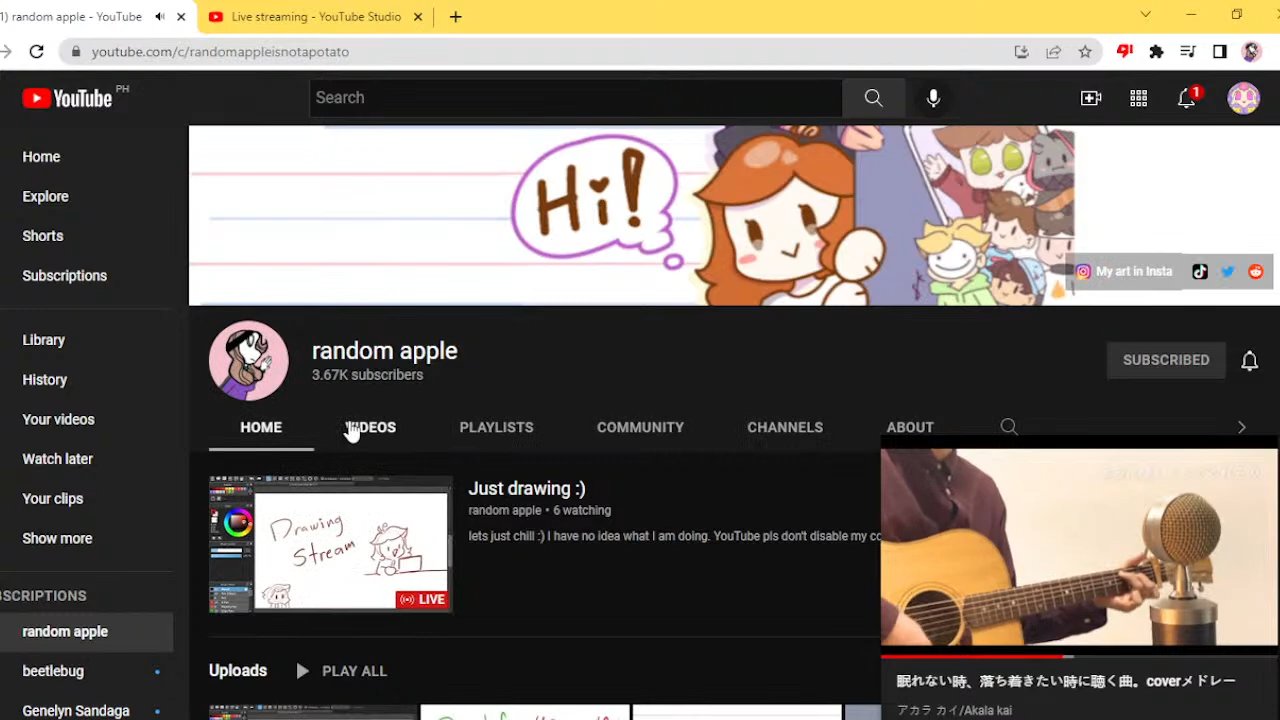 1) random apple - YouTube
Live streaming - YouTube Studio
youtube.com/c/randomappleisnotapotato
YouTube PH
Search
1
Home
Explore
Shorts
Subscriptions
Library
History
Your videos
Watch later
Your clips
Show more
SCRIPTIONS
random apple
beetlebug
Genelyn Sandaga
Hi!
My art in Insta
random apple
3.67K subscribers
SUBSCRIBED
HOME
VIDEOS
PLAYLISTS
COMMUNITY
CHANNELS
ABOUT
Drawing
Stream
LIVE
Just drawing :)
random apple • 6 watching
lets just chill :) I have no idea what I am doing. YouTube pls don't disable my co
Uploads
PLAY ALL
眠れない時、落ち着きたい時に聴く曲。coverメドレー
アカラ カイ/Akala kai